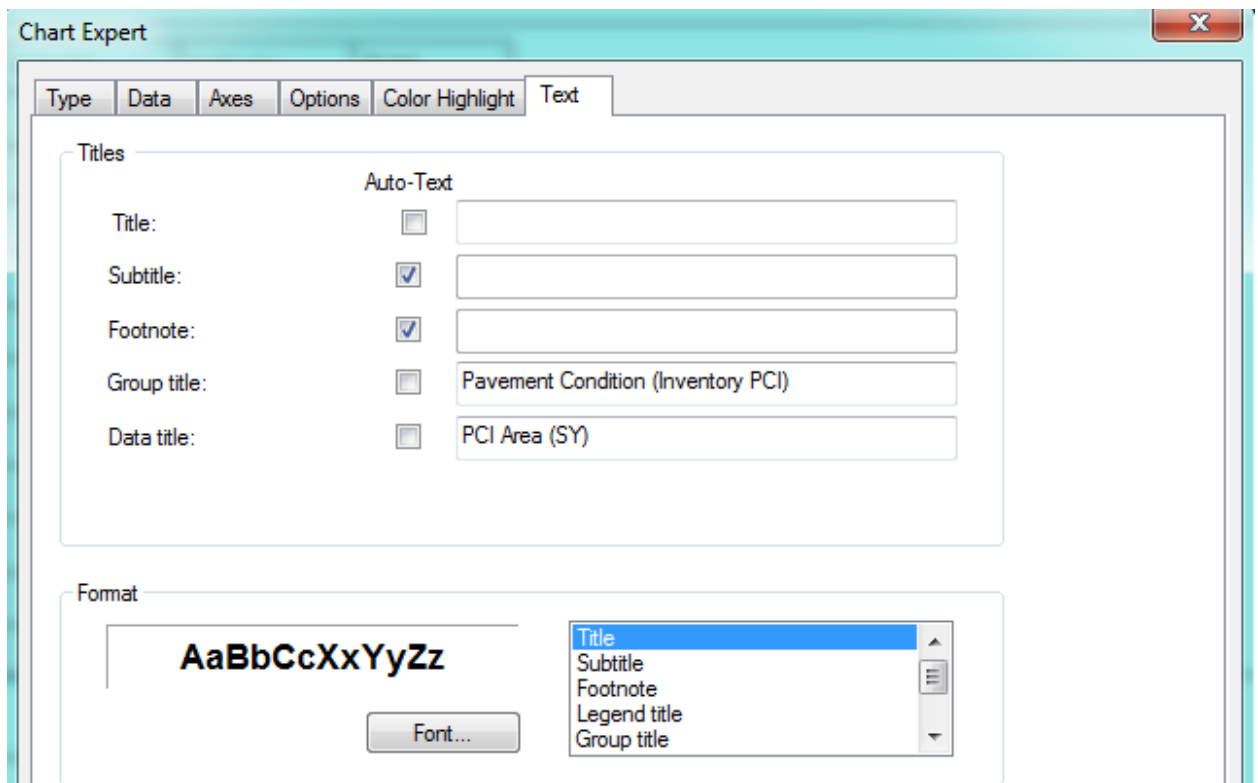 Chart Expert
X
Type Data Axes Options Color Highlight Text
Titles
Auto-Text
Title:
Subtitle:
Footnote:
Group title: Pavement Condition (Inventory PCI)
Data title: PCI Area (SY)
Format
AaBbCcXxYyZz
Title
Subtitle
Footnote
Legend title
Group title
Font...